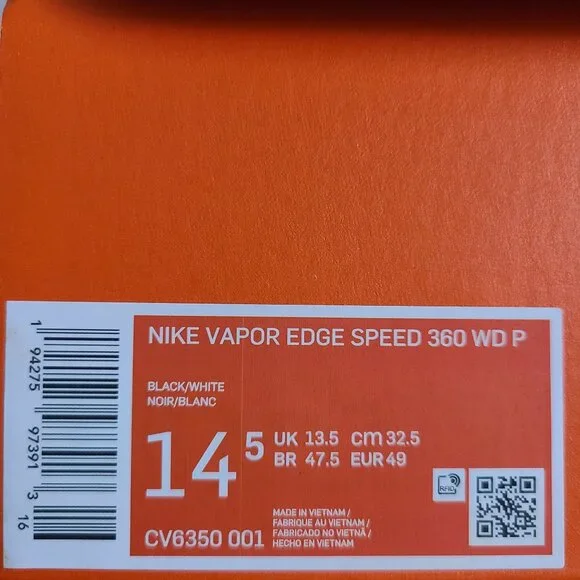 NIKE VAPOR EDGE SPEED 360 WD P
BLACK/WHITE
NOIR/BLANC
14 5
UK 13.5 cm 32.5
BR 47.5 EUR 49
CV6350 001
MADE IN VIETNAM /
FABRIQUE AU VIETNAM /
FABRICADO NO VIETNÃ /
HECHO EN VIETNAM
RFID
1 94275 97391 3 16